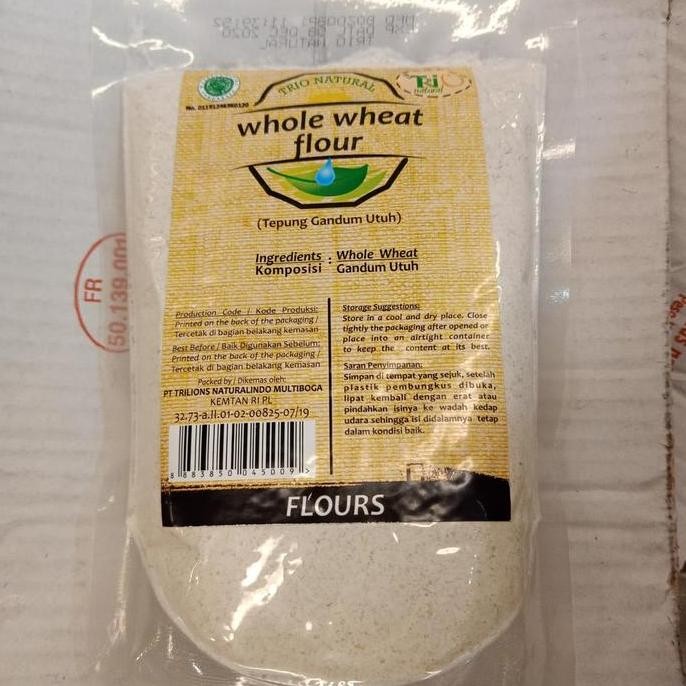 TRIO NATURAL
TRiO
natural
whole wheat
flour
(Tepung Gandum Utuh)
Ingredients : Whole Wheat
Komposisi Gandum Utuh
Production Code / Kode Produksi:
Printed on the back of the packaging /
Tercetak di bagian belakang kemasan
Best Before / Baik Digunakan Sebelum:
Printed on the back of the packaging /
Tercetak di bagian belakang kemasan
Packed by / Dikemas oleh:
PT TRILIONS NATURALINDO MULTIBOGA
KEMTAN RI PL
32.73-a.II.01-02-00825-07/19
8 883850 045009 >
Storage Suggestions:
Store in a cool and dry place. Close
tightly the packaging after opened or
place into an airtight container
to keep the content at its best.
Saran Penyimpanan:
Simpan di tempat yang sejuk, setelah
plastik pembungkus dibuka,
lipat kembali dengan erat atau
pindahkan isinya ke wadah kedap
udara sehingga isi didalamnya tetap
dalam kondisi baik.
FLOURS
FR
(50.139.001